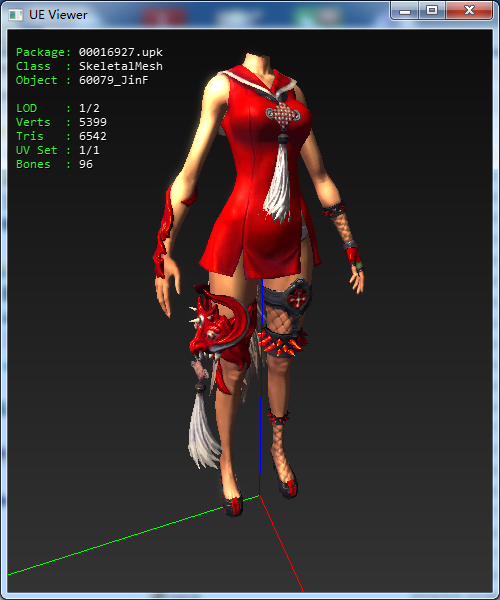 UE Viewer
Package: 00016927.upk
Class  : SkeletalMesh
Object : 60079_JinF
LOD    : 1/2
Verts  : 5399
Tris   : 6542
UV Set : 1/1
Bones  : 96